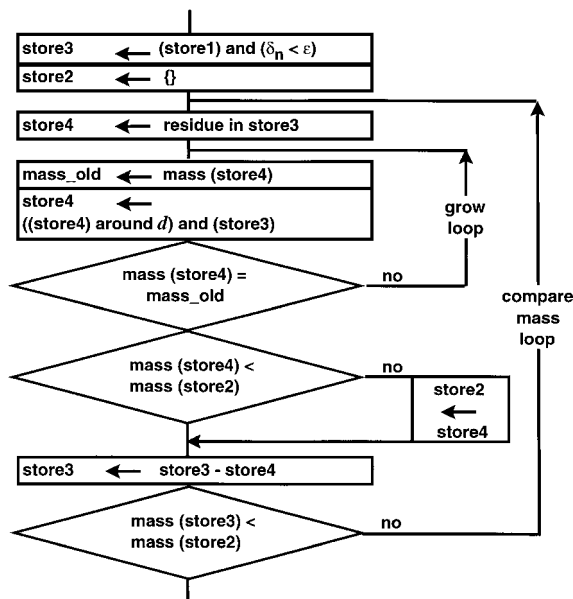 store3 ← (store1) and (δn < ε)
store2 ← {}
store4 ← residue in store3
mass_old ← mass (store4)
store4 ←
((store4) around d) and (store3)
grow
loop
mass (store4) =
mass_old
no
compare
mass
loop
mass (store4) <
mass (store2)
no
store2
←
store4
store3 ← store3 - store4
mass (store3) <
mass (store2)
no